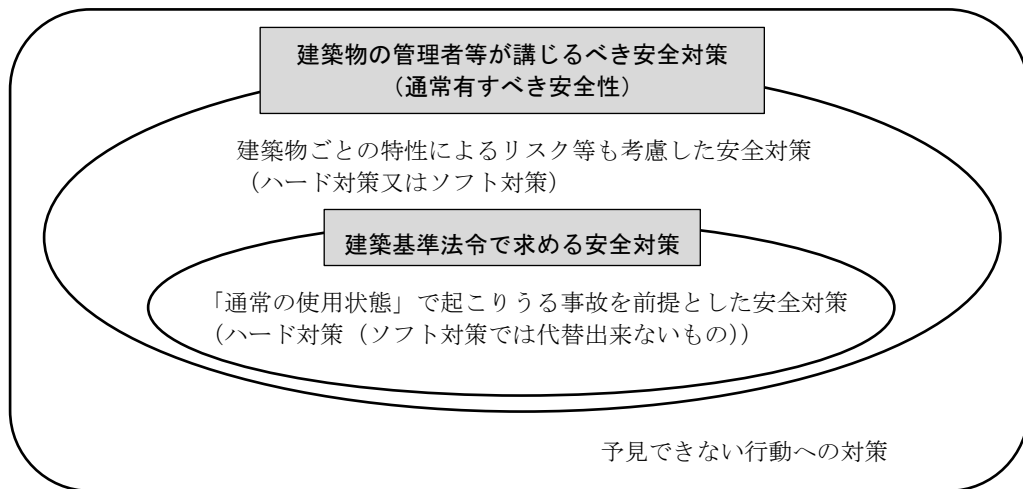 建築物の管理者等が講じるべき安全対策
（通常有すべき安全性）
建築物ごとの特性によるリスク等も考慮した安全対策
（ハード対策又はソフト対策）
建築基準法令で求める安全対策
「通常の使用状態」で起こりうる事故を前提とした安全対策
（ハード対策（ソフト対策では代替出来ないもの））
予見できない行動への対策